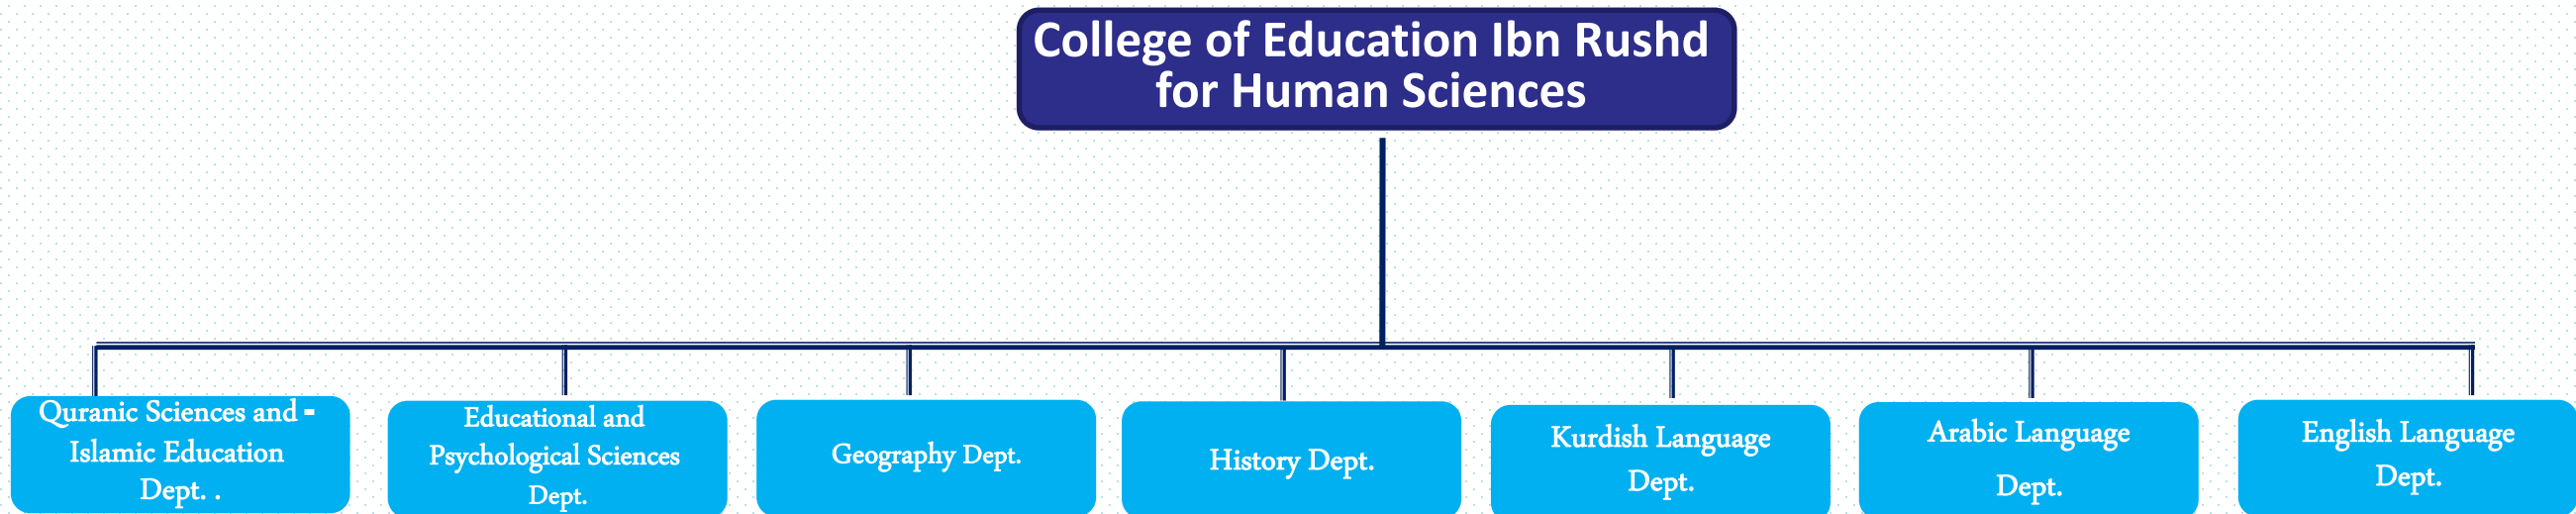 College of Education Ibn Rushd
for Human Sciences
Quranic Sciences and -
Islamic Education
Dept. .
Educational and
Psychological Sciences
Dept.
Geography Dept.
History Dept.
Kurdish Language
Dept.
Arabic Language
Dept.
English Language
Dept.